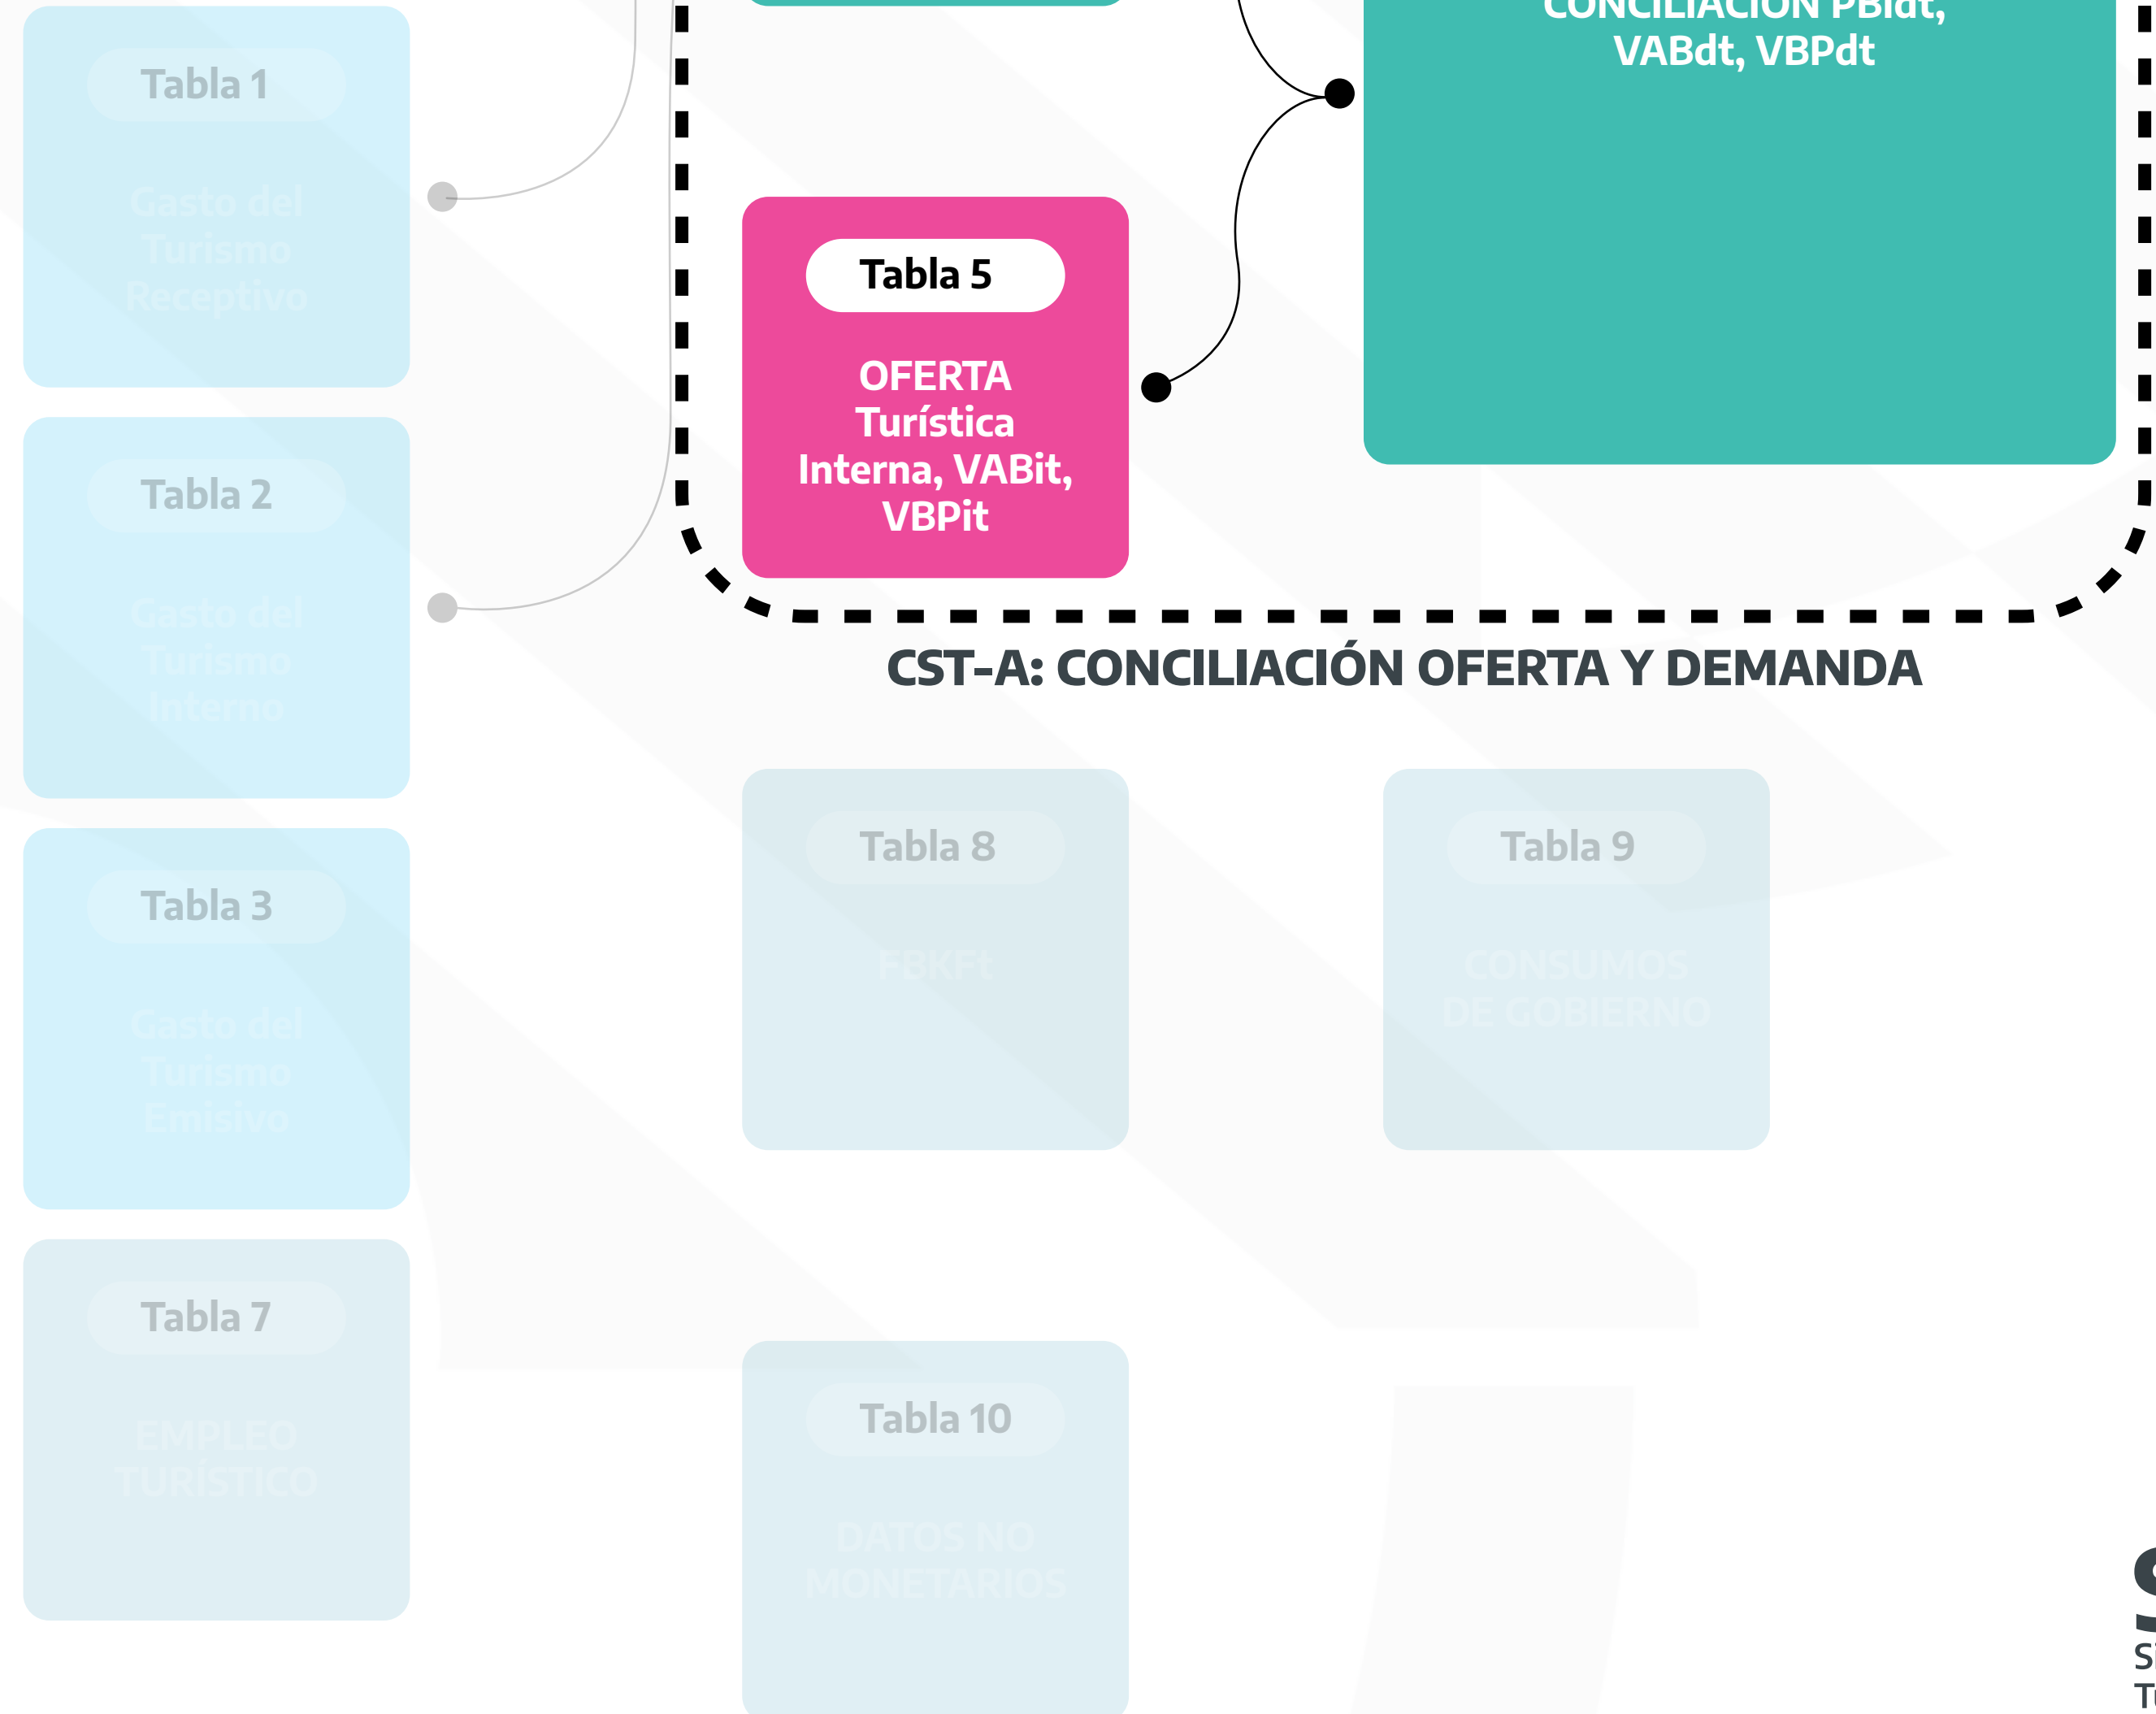 CONCILIACIÓN PBIdt,
VABdt, VBPdt
Tabla 1
Gasto del
Turismo
Receptivo
Tabla 5
OFERTA
Turística
Interna, VABit,
VBPit
Tabla 2
Gasto del
Turismo
Interno
CST-A: CONCILIACIÓN OFERTA Y DEMANDA
Tabla 3
Gasto del
Turismo
Emisivo
Tabla 8
FBKFt
Tabla 9
CONSUMOS
DE GOBIERNO
Tabla 7
EMPLEO
TURÍSTICO
Tabla 10
DATOS NO
MONETARIOS